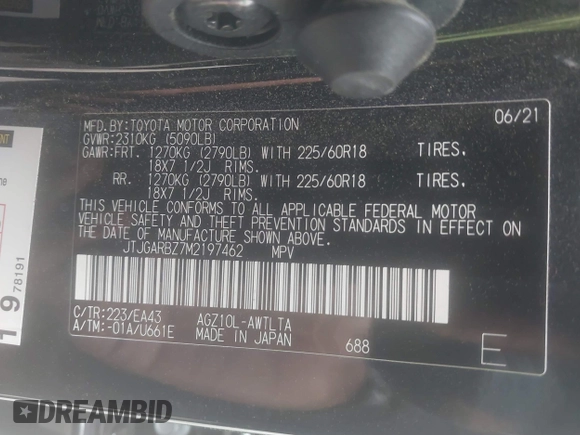 MFD.BY:TOYOTA MOTOR CORPORATION 06/21
GVWR:2310KG (5090LB)
GAWR:FRT. 1270KG (2790LB) WITH 225/60R18 TIRES.
18X7 1/2J RIMS.
RR. 1270KG (2790LB) WITH 225/60R18 TIRES.
18X7 1/2J RIMS.
THIS VEHICLE CONFORMS TO ALL APPLICABLE FEDERAL MOTOR
VEHICLE SAFETY AND THEFT PREVENTION STANDARDS IN EFFECT ON
THE DATE OF MANUFACTURE SHOWN ABOVE.
JTJGARBZ7M2197462 MPV
C/TR:223/EA43 AGZ10L-AWTLTA
A/TM:-01A/U661E MADE IN JAPAN 688 E
78191
DREAMBID